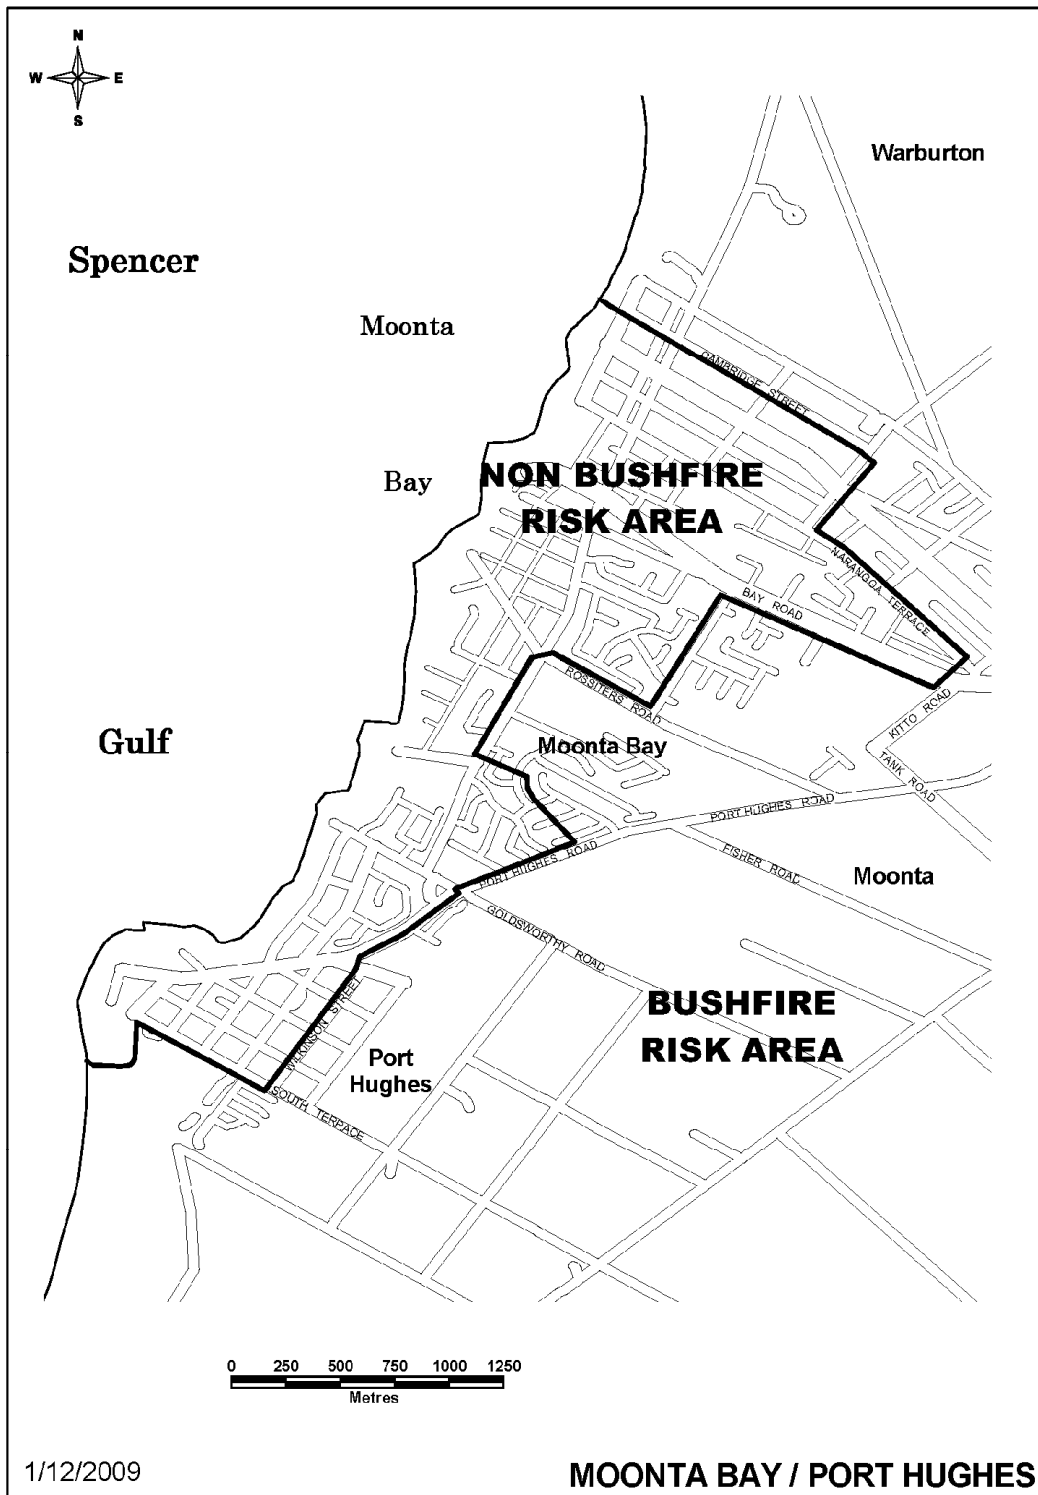 N
W E
S
Warburton
Spencer
Moonta
CAMBRIDGE STREET
Bay
NON BUSHFIRE
RISK AREA
NARANGGA TERRACE
BAY ROAD
ROSSITERS ROAD
KITTO ROAD
Gulf
Moonta Bay
TANK ROAD
PORT HUGHES ROAD
FISHER ROAD
PORT HUGHES ROAD
Moonta
GOLDSWORTHY ROAD
WILKINSON STREET
BUSHFIRE
RISK AREA
Port
Hughes
SOUTH TERPACE
0 250 500 750 1000 1250
Metres
1/12/2009
MOONTA BAY / PORT HUGHES